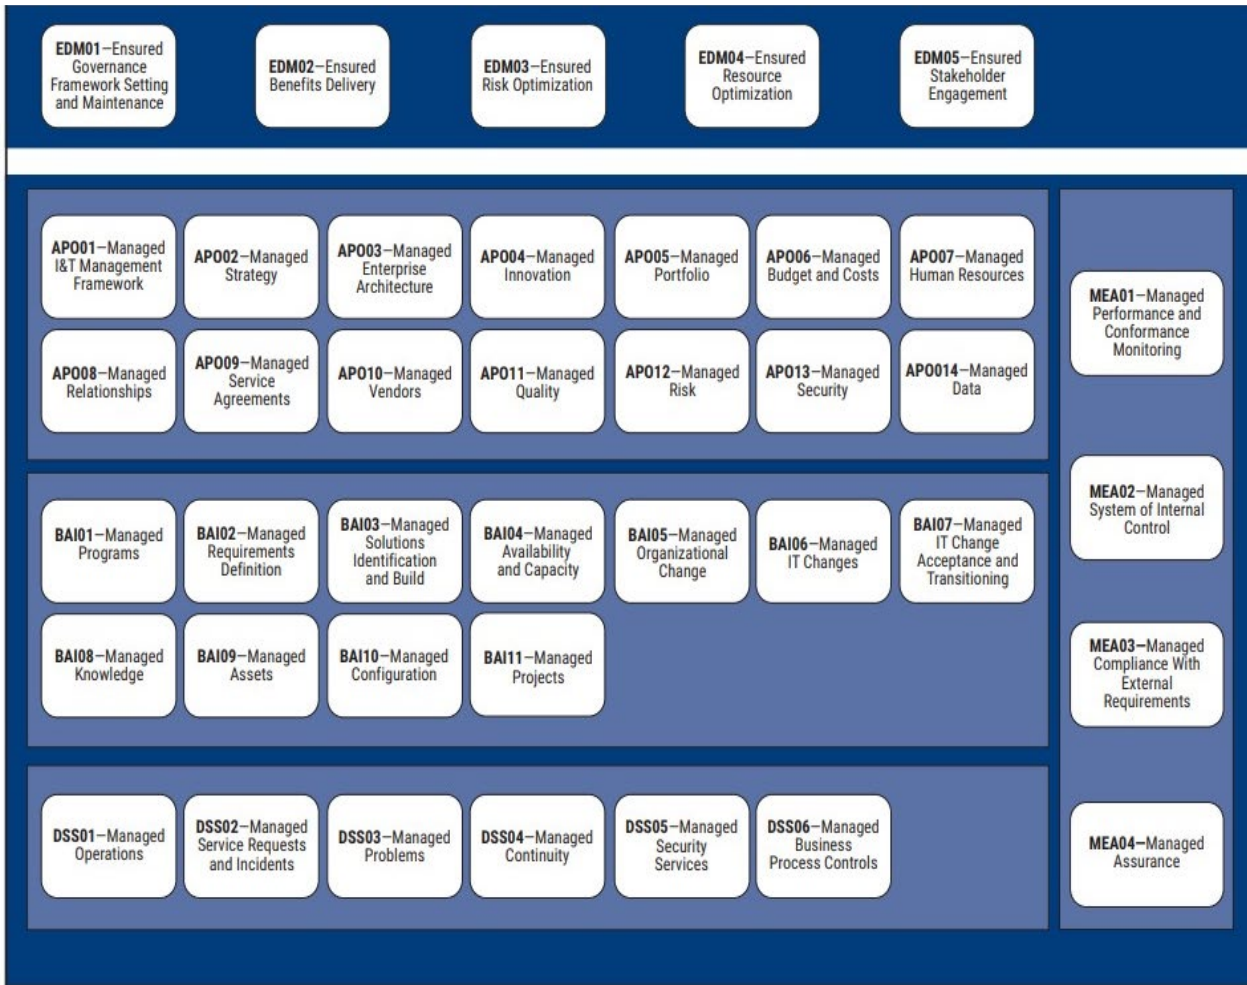 EDM01—Ensured
Governance
Framework Setting
and Maintenance
EDM02—Ensured
Benefits Delivery
EDM03—Ensured
Risk Optimization
EDM04—Ensured
Resource
Optimization
EDM05—Ensured
Stakeholder
Engagement
APO01—Managed
I&T Management
Framework
APO02—Managed
Strategy
APO03—Managed
Enterprise
Architecture
APO04—Managed
Innovation
APO05—Managed
Portfolio
APO06—Managed
Budget and Costs
APO07—Managed
Human Resources
APO08—Managed
Relationships
APO09—Managed
Service
Agreements
APO10—Managed
Vendors
APO11—Managed
Quality
APO12—Managed
Risk
APO13—Managed
Security
APO014—Managed
Data
BAI01—Managed
Programs
BAI02—Managed
Requirements
Definition
BAI03—Managed
Solutions
Identification
and Build
BAI04—Managed
Availability
and Capacity
BAI05—Managed
Organizational
Change
BAI06—Managed
IT Changes
BAI07—Managed
IT Change
Acceptance and
Transitioning
BAI08—Managed
Knowledge
BAI09—Managed
Assets
BAI10—Managed
Configuration
BAI11—Managed
Projects
DSS01—Managed
Operations
DSS02—Managed
Service Requests
and Incidents
DSS03—Managed
Problems
DSS04—Managed
Continuity
DSS05—Managed
Security
Services
DSS06—Managed
Business
Process Controls
MEA01—Managed
Performance and
Conformance
Monitoring
MEA02—Managed
System of Internal
Control
MEA03—Managed
Compliance With
External
Requirements
MEA04—Managed
Assurance